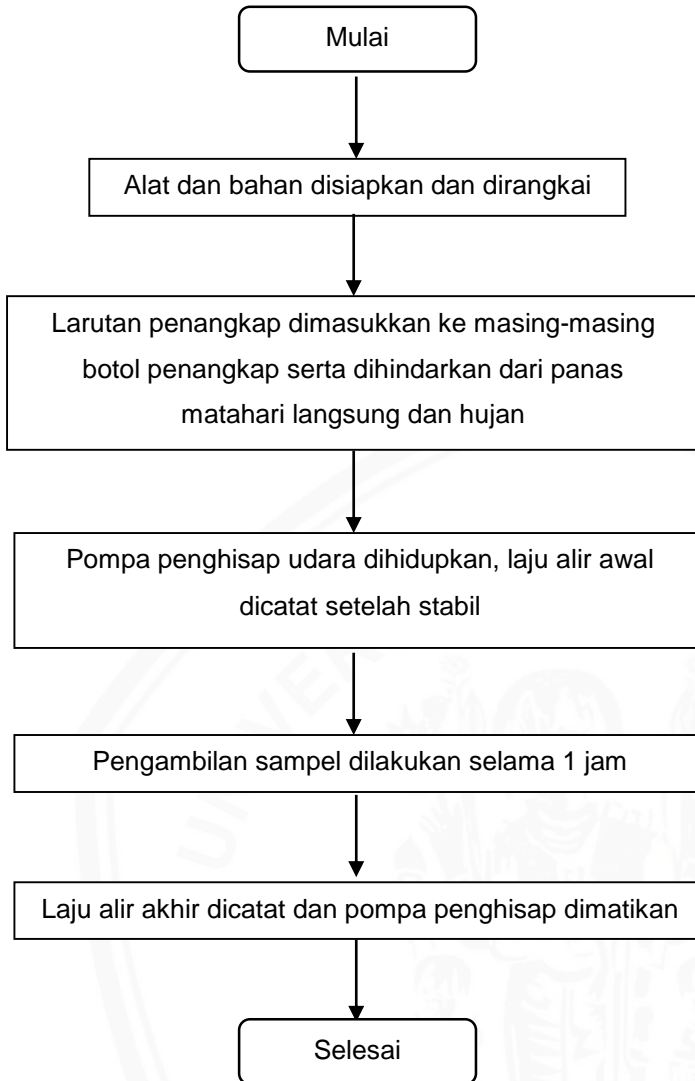 Mulai
Alat dan bahan disiapkan dan dirangkai
Larutan penangkap dimasukkan ke masing-masing
botol penangkap serta dihindarkan dari panas
matahari langsung dan hujan
Pompa penghisap udara dihidupkan, laju alir awal
dicatat setelah stabil
Pengambilan sampel dilakukan selama 1 jam
Laju alir akhir dicatat dan pompa penghisap dimatikan
Selesai